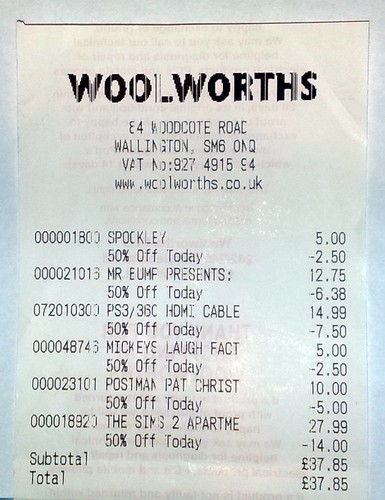 WOOLWORTHS
84 WOODCOTE ROAD
WALLINGTON, SM6 0NQ
VAT No:927 4915 94
www.woolworths.co.uk
000001800 SPOOKLEY 5.00
50% Off Today -2.50
000021016 MR BUMP PRESENTS: 12.75
50% Off Today -6.38
072010300 PS3/360 HDMI CABLE 14.99
50% Off Today -7.50
000048746 MICKEYS LAUGH FACT 5.00
50% Off Today -2.50
000023101 POSTMAN PAT CHRIST 10.00
50% Off Today -5.00
000018920 THE SIMS 2 APARTME 27.99
50% Off Today -14.00
Subtotal £37.85
Total £37.85